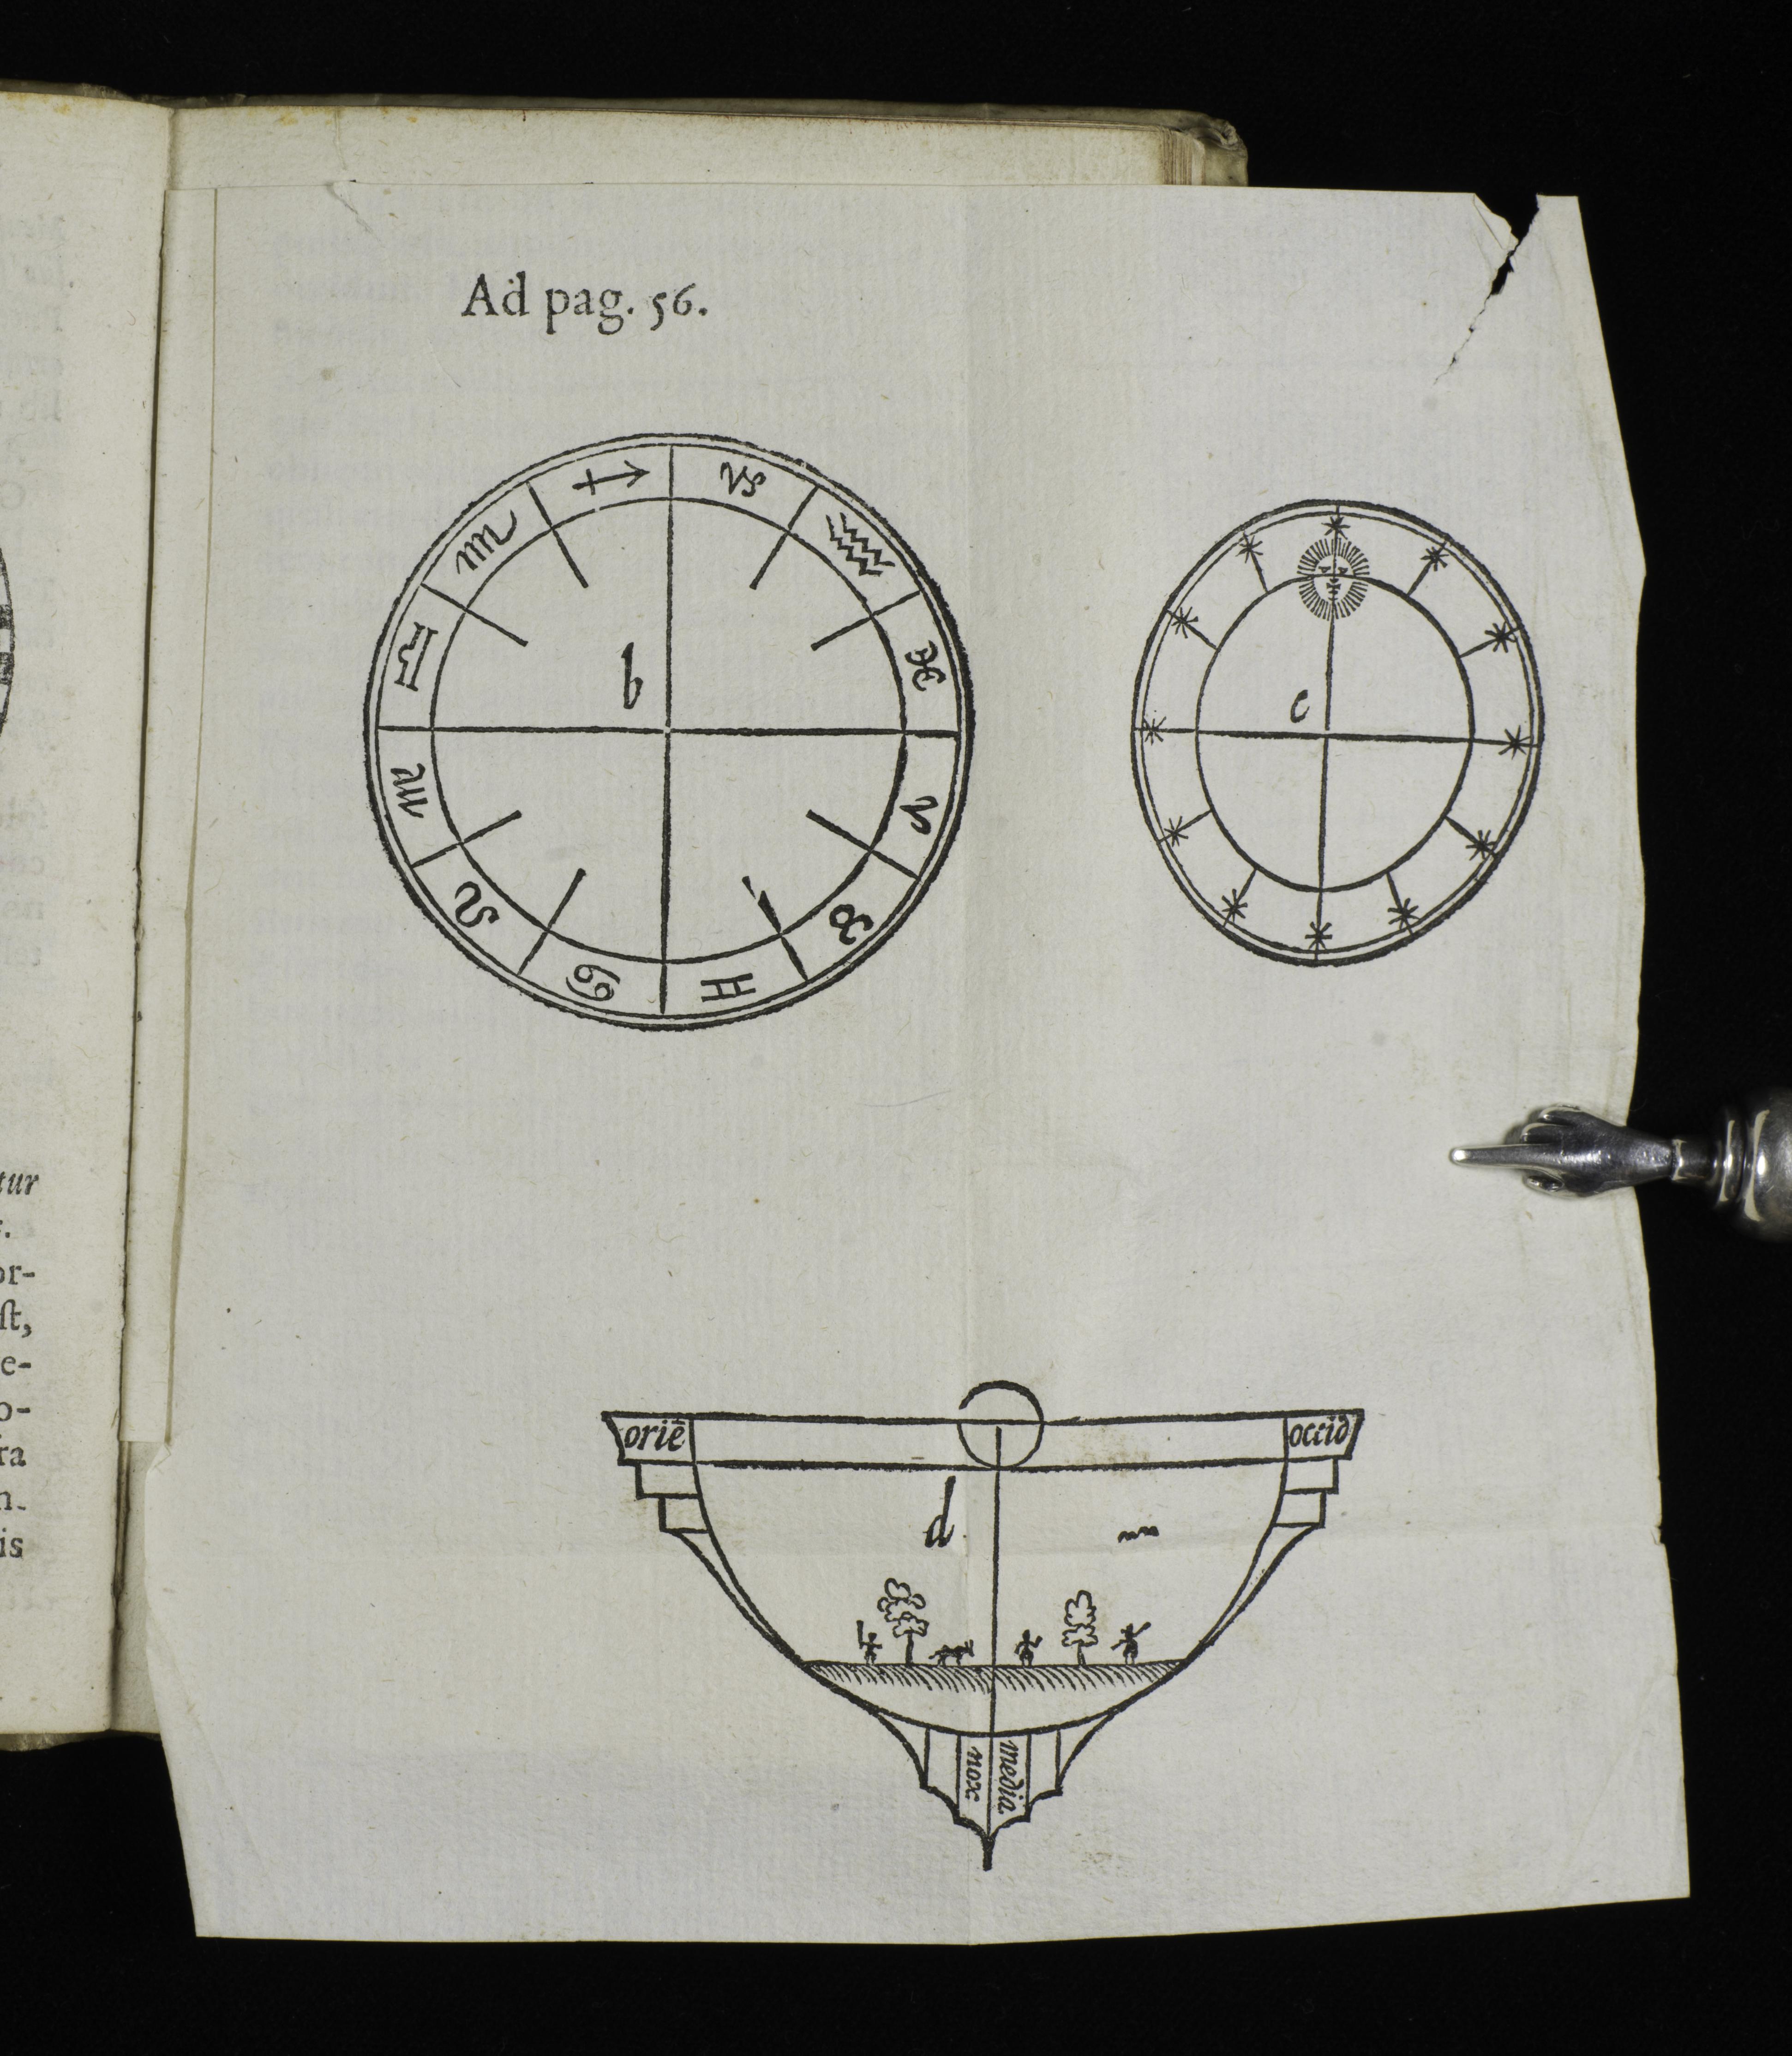 Ad pag. 56.
♐ ♑
♏ ♒
♎ ♓
b
c
♍ ♈
♌ ♉
♋ ♊
tur
or-
ſt,
e-
o-
ra
n-
is
oriē occid
d
media
nox